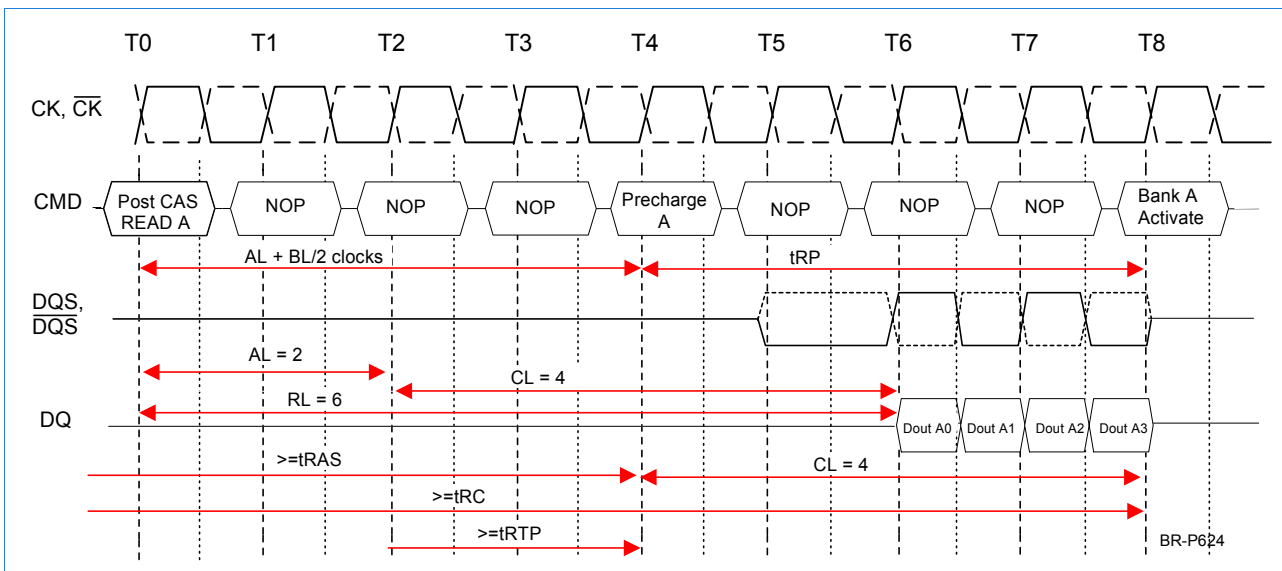 T0 T1 T2 T3 T4 T5 T6 T7 T8
CK, CK
CMD
Post CAS
READ A
NOP
NOP
NOP
Precharge
A
NOP
NOP
NOP
Bank A
Activate
AL + BL/2 clocks
tRP
DQS,
DQS
AL = 2
CL = 4
RL = 6
DQ
Dout A0 Dout A1 Dout A2 Dout A3
>=tRAS
CL = 4
>=tRC
>=tRTP
BR-P624